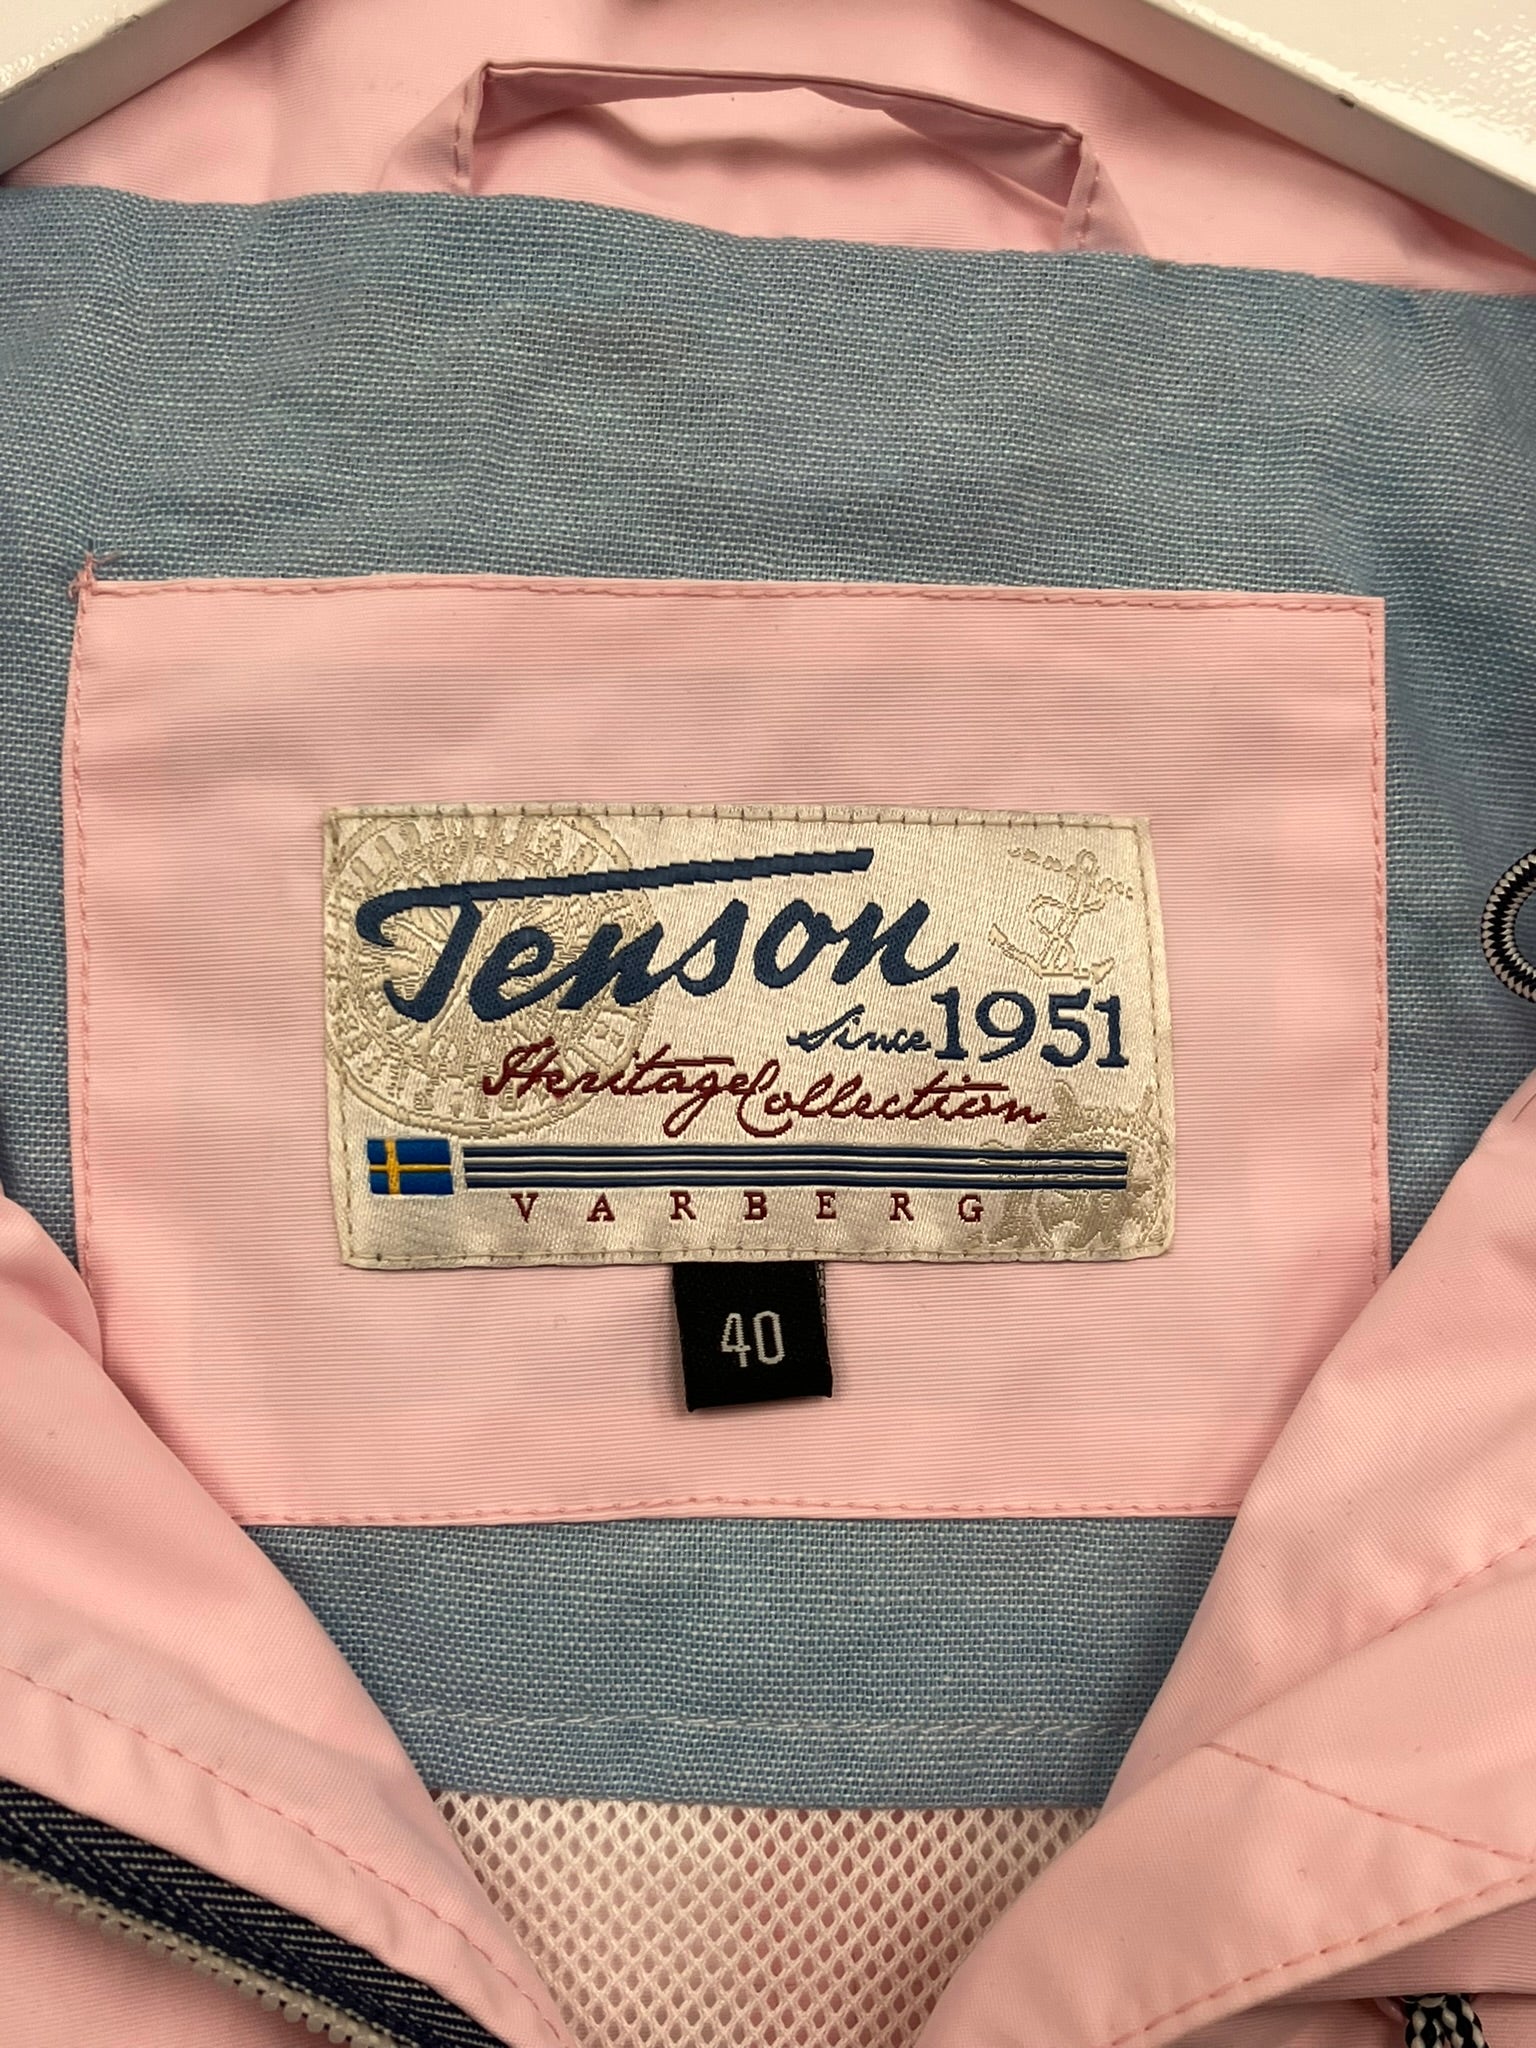 Tenson
Since 1951
Heritage Collection
VARBERG
40